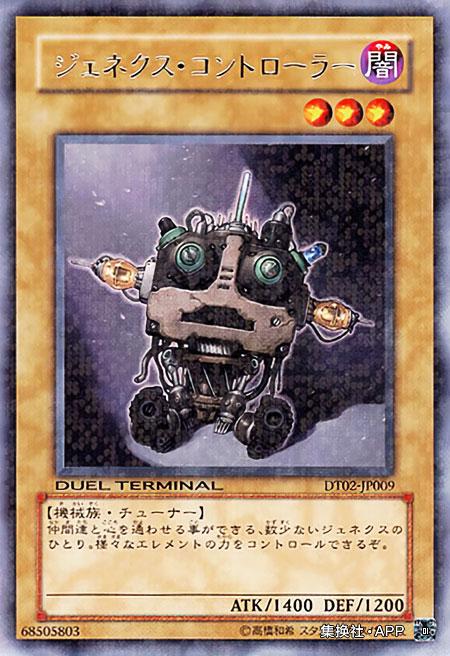 ジェネクス・コントローラー
闇
DUEL TERMINAL
DT02-JP009
【機械族・チューナー】
仲間達と心を通わせる事ができる、数少ないジェネクスの
ひとり。様々なエレメントの力をコントロールできるぞ。
ATK/1400 DEF/1200
68505803
©高橋和希 スタ
集換社・APP